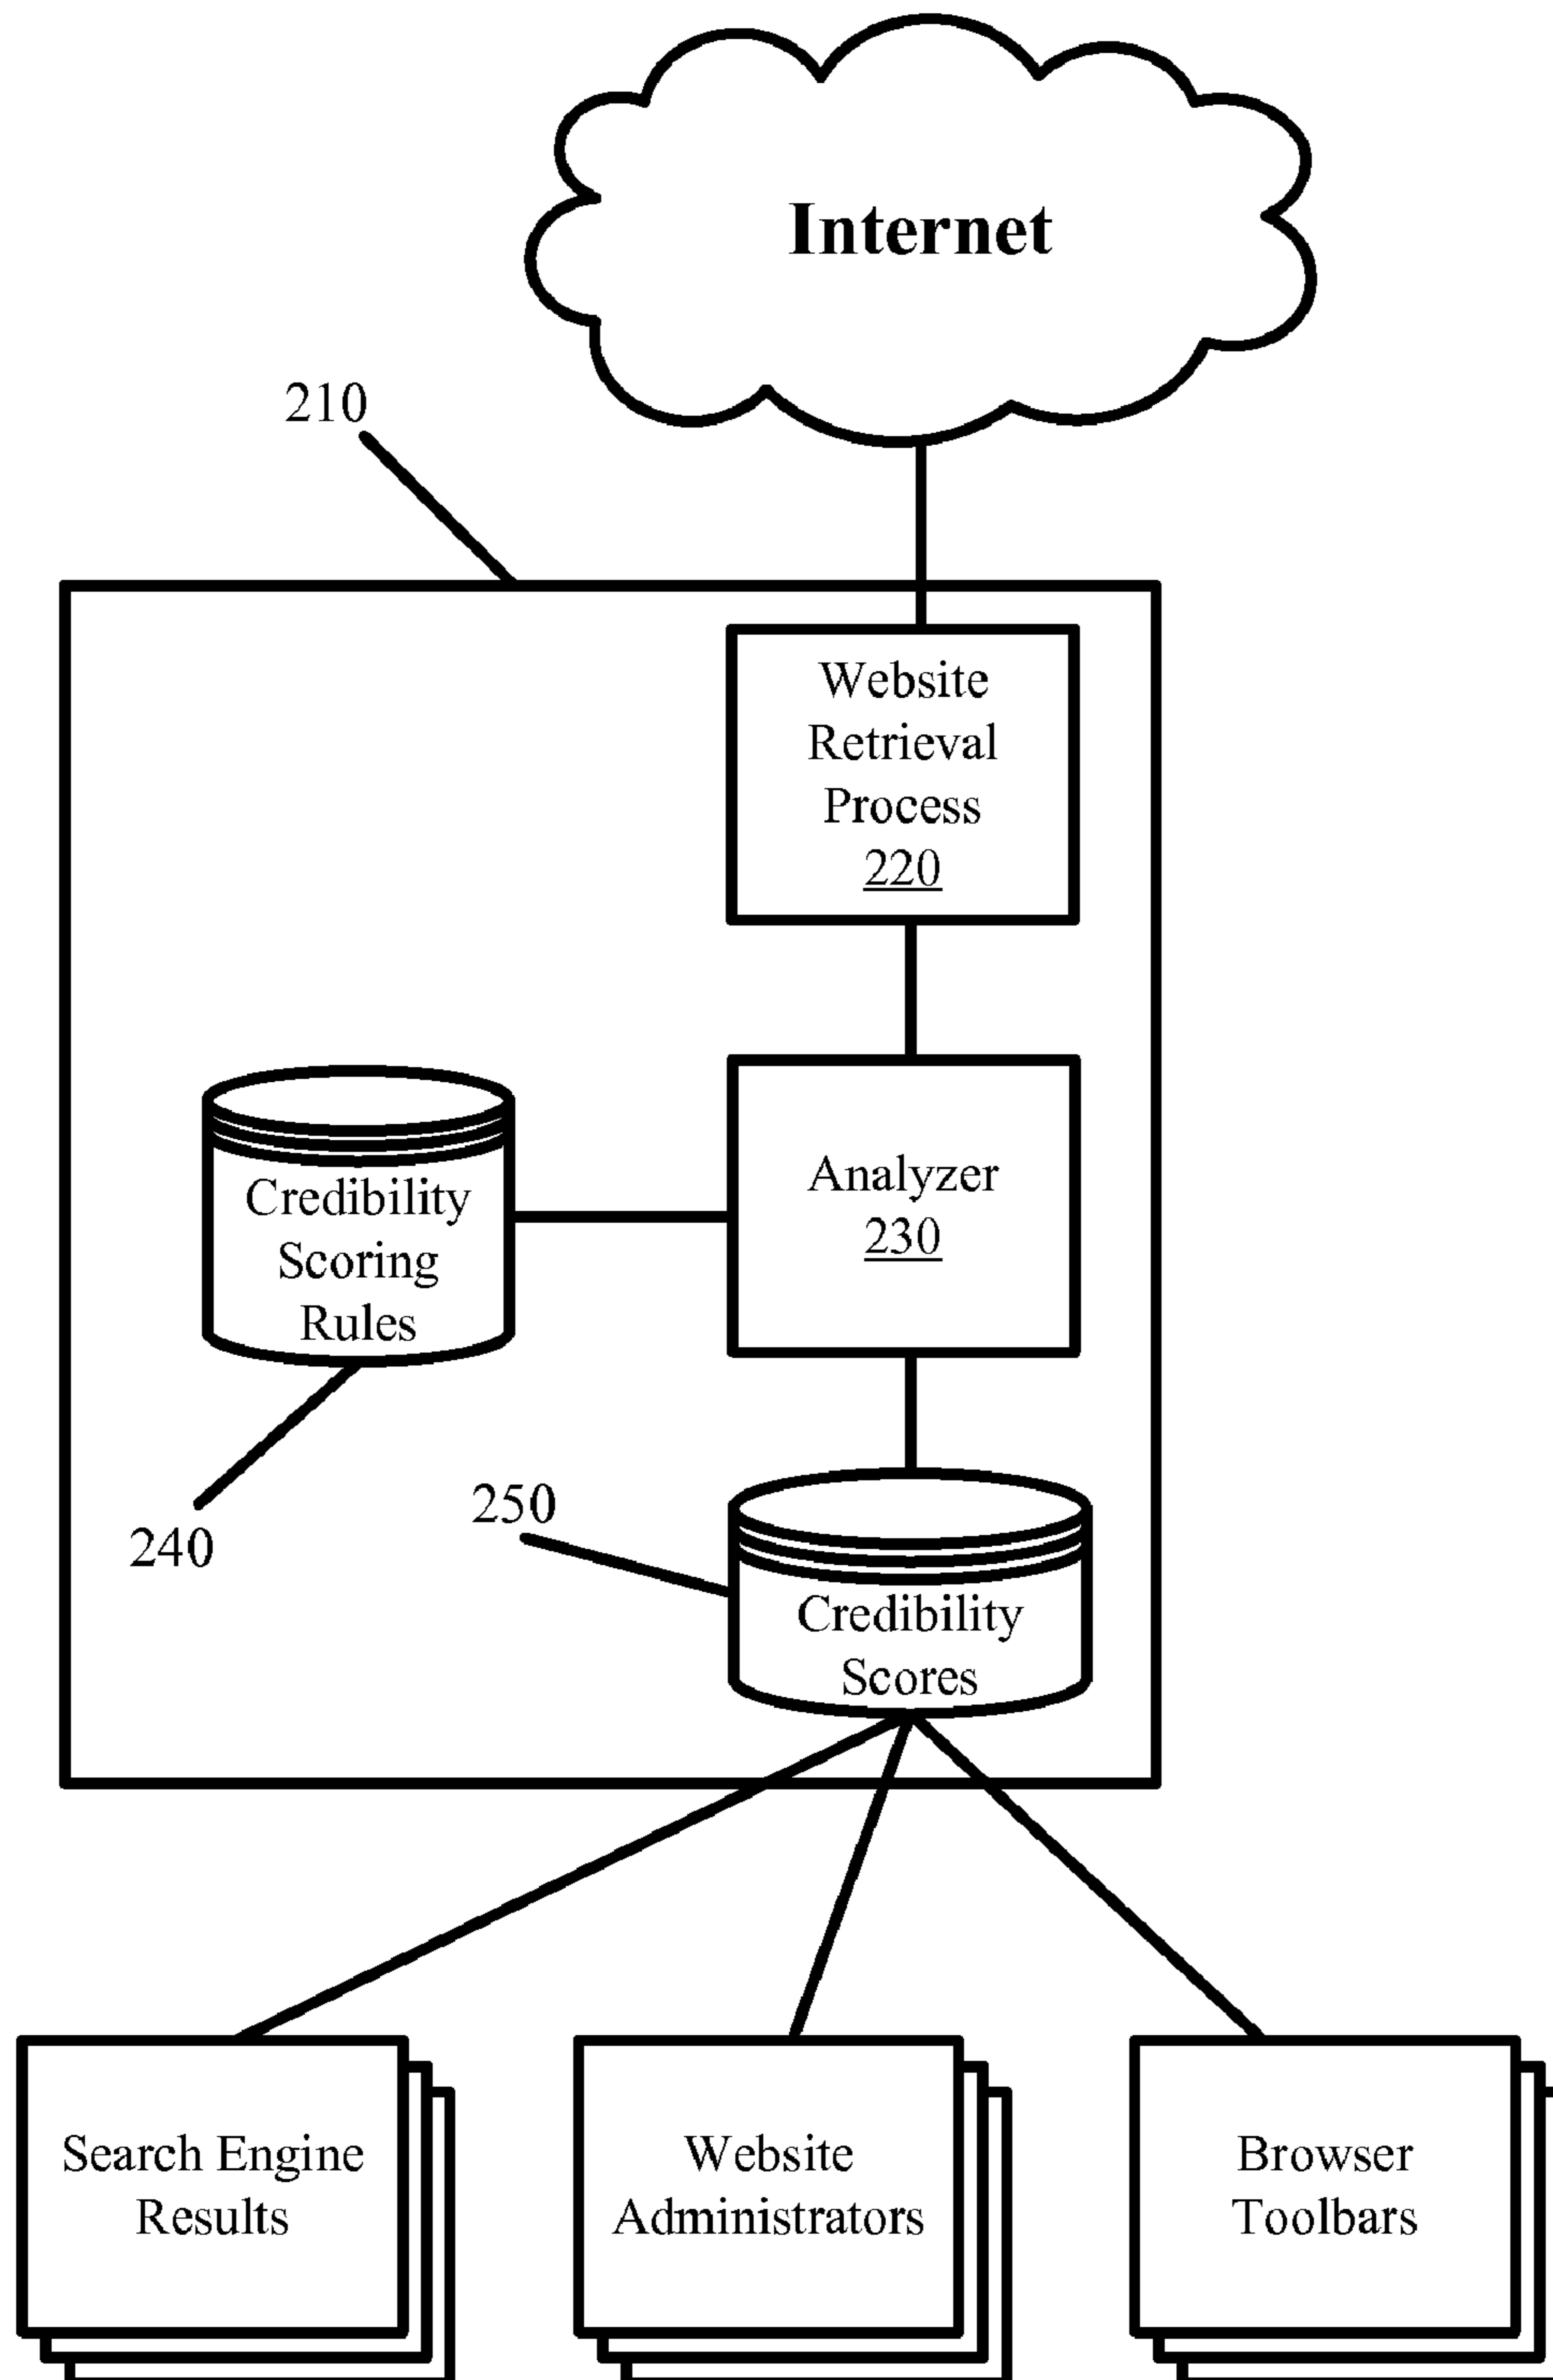 Internet
210
Website
Retrieval
Process
220
Analyzer
230
Credibility
Scoring
Rules
240
250
Credibility
Scores
Search Engine
Results
Website
Administrators
Browser
Toolbars